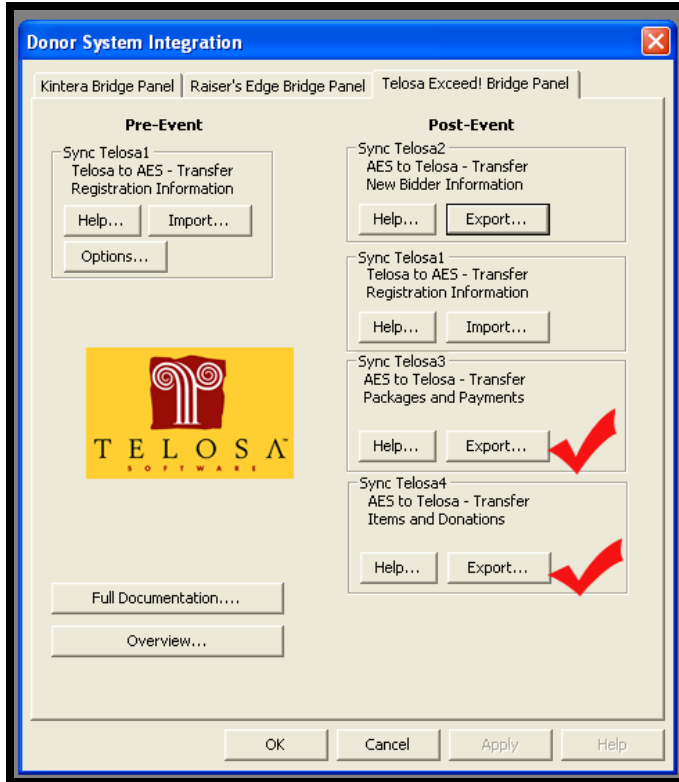 Donor System Integration
Kintera Bridge Panel
Raiser's Edge Bridge Panel
Telosa Exceed! Bridge Panel
Pre-Event
Sync Telosa1
Telosa to AES - Transfer
Registration Information
Help...
Import...
Options...
TELOSA™
SOFTWARE
Full Documentation....
Overview...
Post-Event
Sync Telosa2
AES to Telosa - Transfer
New Bidder Information
Help...
Export...
Sync Telosa1
Telosa to AES - Transfer
Registration Information
Help...
Import...
Sync Telosa3
AES to Telosa - Transfer
Packages and Payments
Help...
Export...
Sync Telosa4
AES to Telosa - Transfer
Items and Donations
Help...
Export...
OK
Cancel
Apply
Help